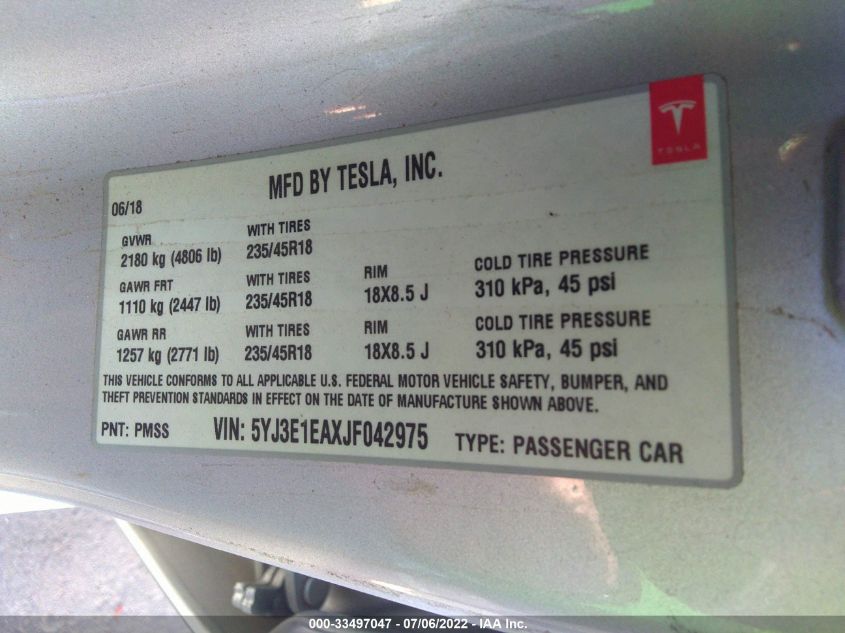 TESLA
MFD BY TESLA, INC.
06/18
GVWR WITH TIRES
2180 kg (4806 lb) 235/45R18
GAWR FRT WITH TIRES RIM COLD TIRE PRESSURE
1110 kg (2447 lb) 235/45R18 18X8.5 J 310 kPa, 45 psi
GAWR RR WITH TIRES RIM COLD TIRE PRESSURE
1257 kg (2771 lb) 235/45R18 18X8.5 J 310 kPa, 45 psi
THIS VEHICLE CONFORMS TO ALL APPLICABLE U.S. FEDERAL MOTOR VEHICLE SAFETY, BUMPER, AND
THEFT PREVENTION STANDARDS IN EFFECT ON THE DATE OF MANUFACTURE SHOWN ABOVE.
PNT: PMSS VIN: 5YJ3E1EAXJF042975 TYPE: PASSENGER CAR
000-33497047 - 07/06/2022 - IAA Inc.